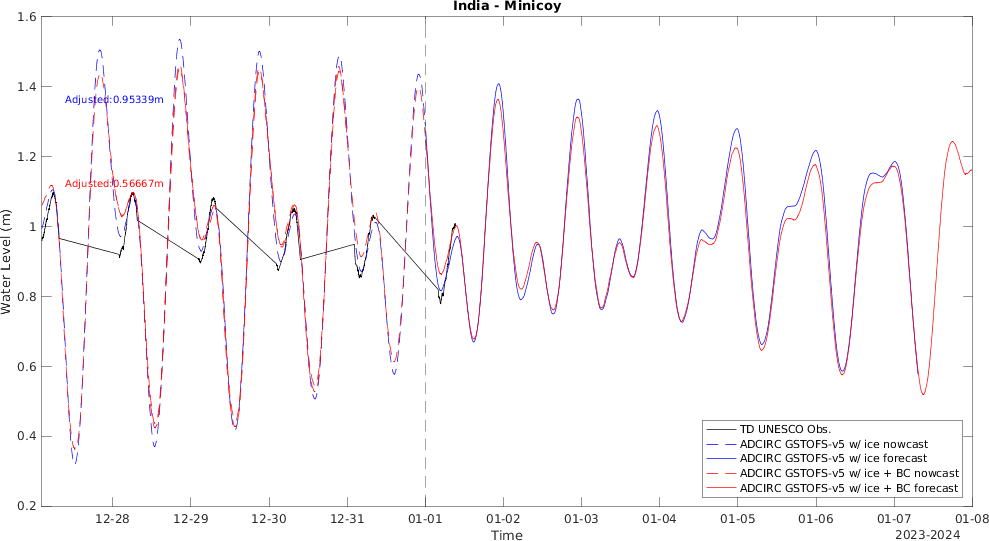 India - Minicoy
1.6
1.4
1.2
1
0.8
0.6
0.4
0.2
Water Level (m)
Adjusted:0.95339m
Adjusted:0.56667m
TD UNESCO Obs.
ADCIRC GSTOFS-v5 w/ ice nowcast
ADCIRC GSTOFS-v5 w/ ice forecast
ADCIRC GSTOFS-v5 w/ ice + BC nowcast
ADCIRC GSTOFS-v5 w/ ice + BC forecast
12-28 12-29 12-30 12-31 01-01 01-02 01-03 01-04 01-05 01-06 01-07 01-08
Time
2023-2024